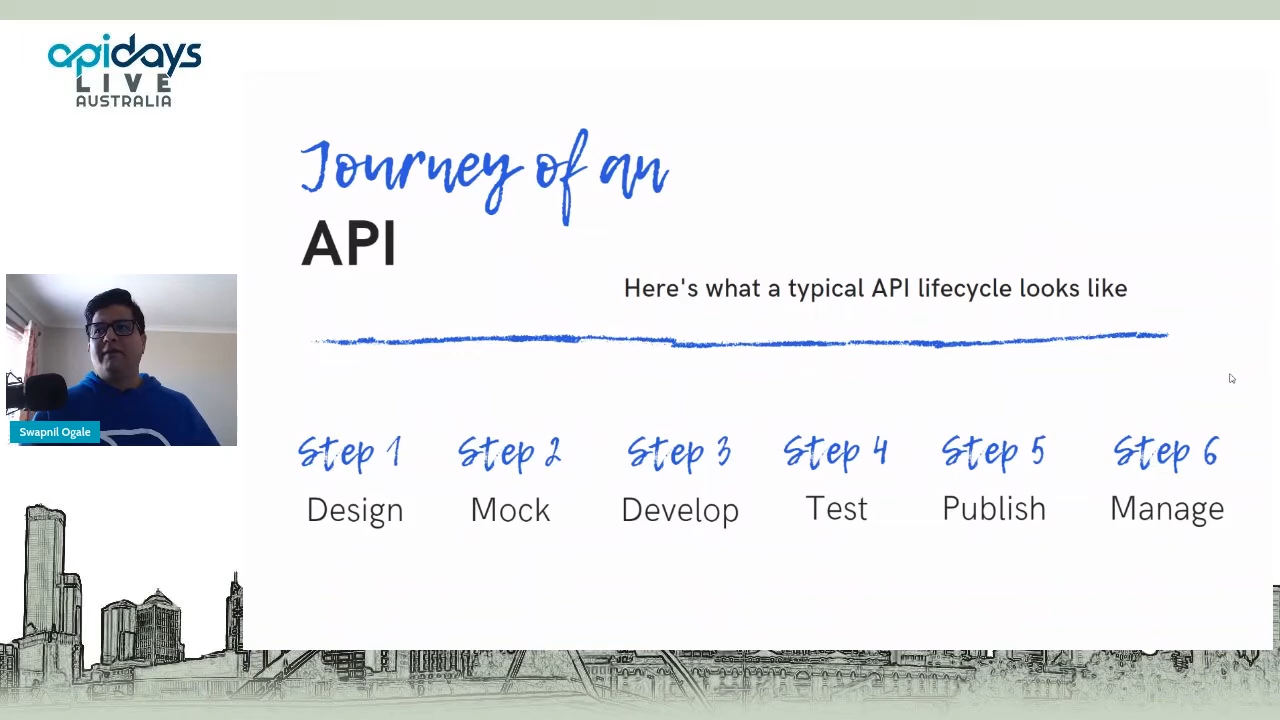 apidays
LIVE
AUSTRALIA
Journey of an
API
Here's what a typical API lifecycle looks like
Swapnil Ogale
Step 1 Step 2 Step 3 Step 4 Step 5 Step 6
Design Mock Develop Test Publish Manage